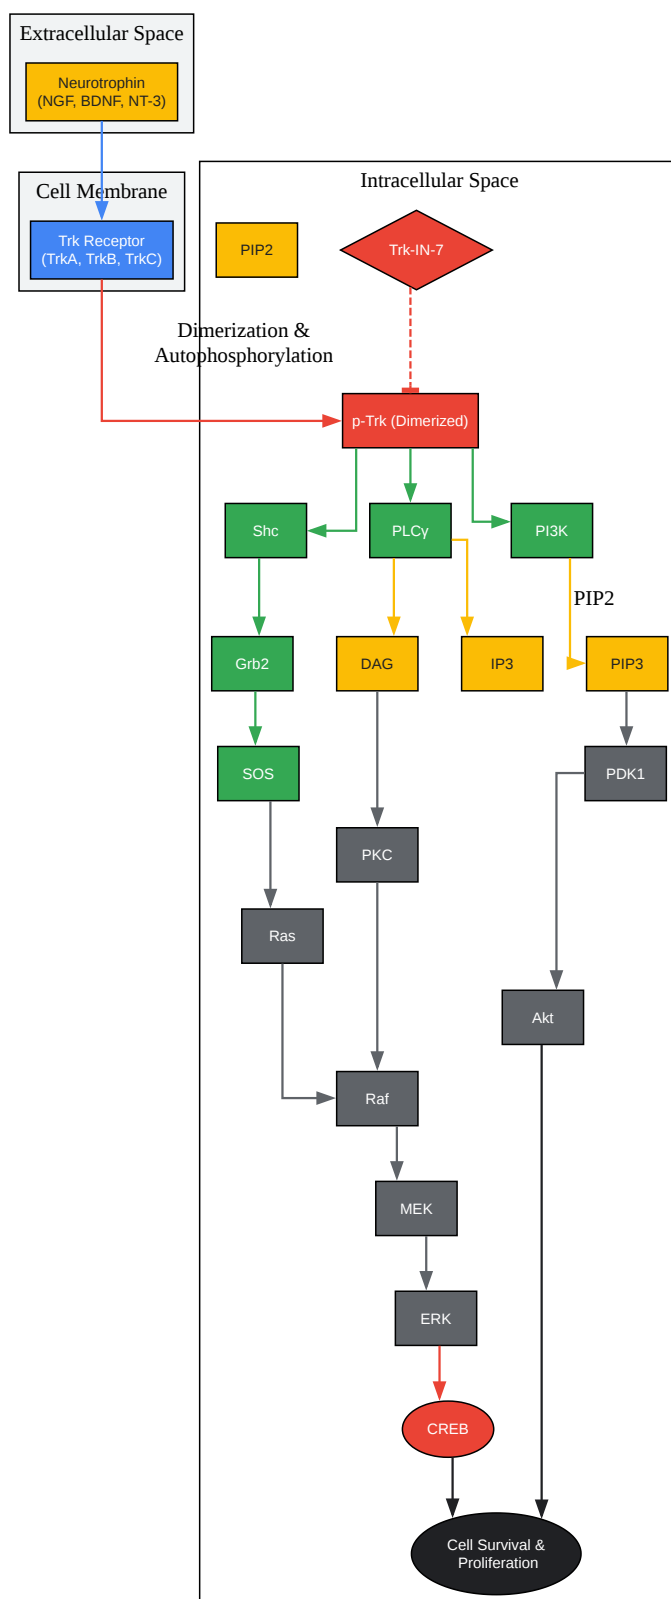 Extracellular Space
Neurotrophin
(NGF, BDNF, NT-3)
Cell Membrane
Trk Receptor
(TrkA, TrkB, TrkC)
Intracellular Space
PIP2
Trk-IN-7
Dimerization &
Autophosphorylation
p-Trk (Dimerized)
Shc
PLCγ
PI3K
PIP2
Grb2
DAG
IP3
PIP3
SOS
PDK1
PKC
Ras
Akt
Raf
MEK
ERK
CREB
Cell Survival &
Proliferation